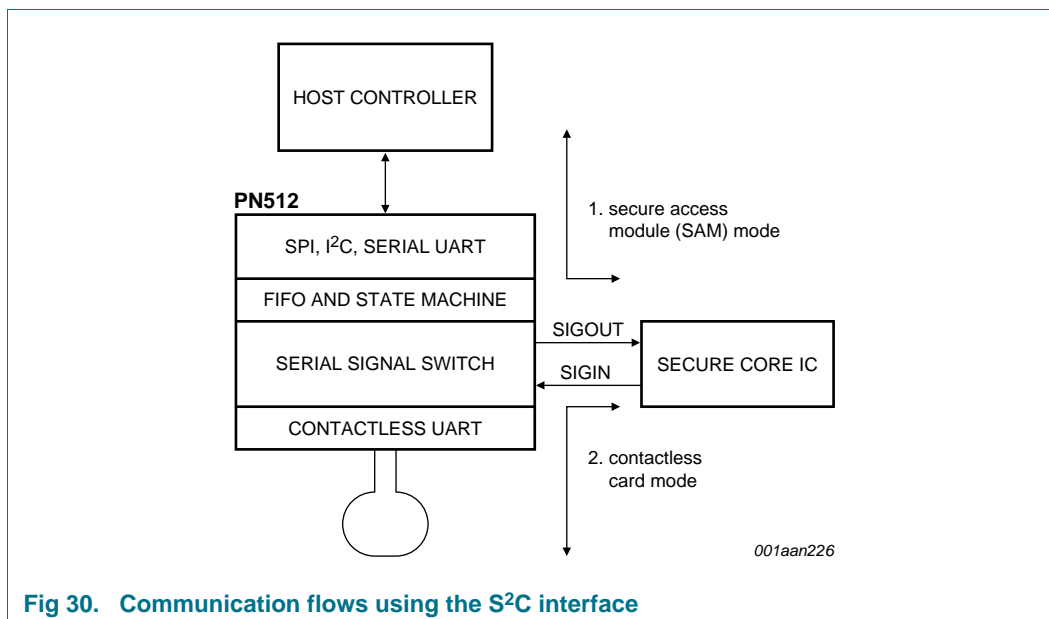 HOST CONTROLLER
PN512
SPI, I²C, SERIAL UART
FIFO AND STATE MACHINE
SERIAL SIGNAL SWITCH
CONTACTLESS UART
SIGOUT
SIGIN
SECURE CORE IC
1. secure access
module (SAM) mode
2. contactless
card mode
001aan226
Fig 30. Communication flows using the S²C interface